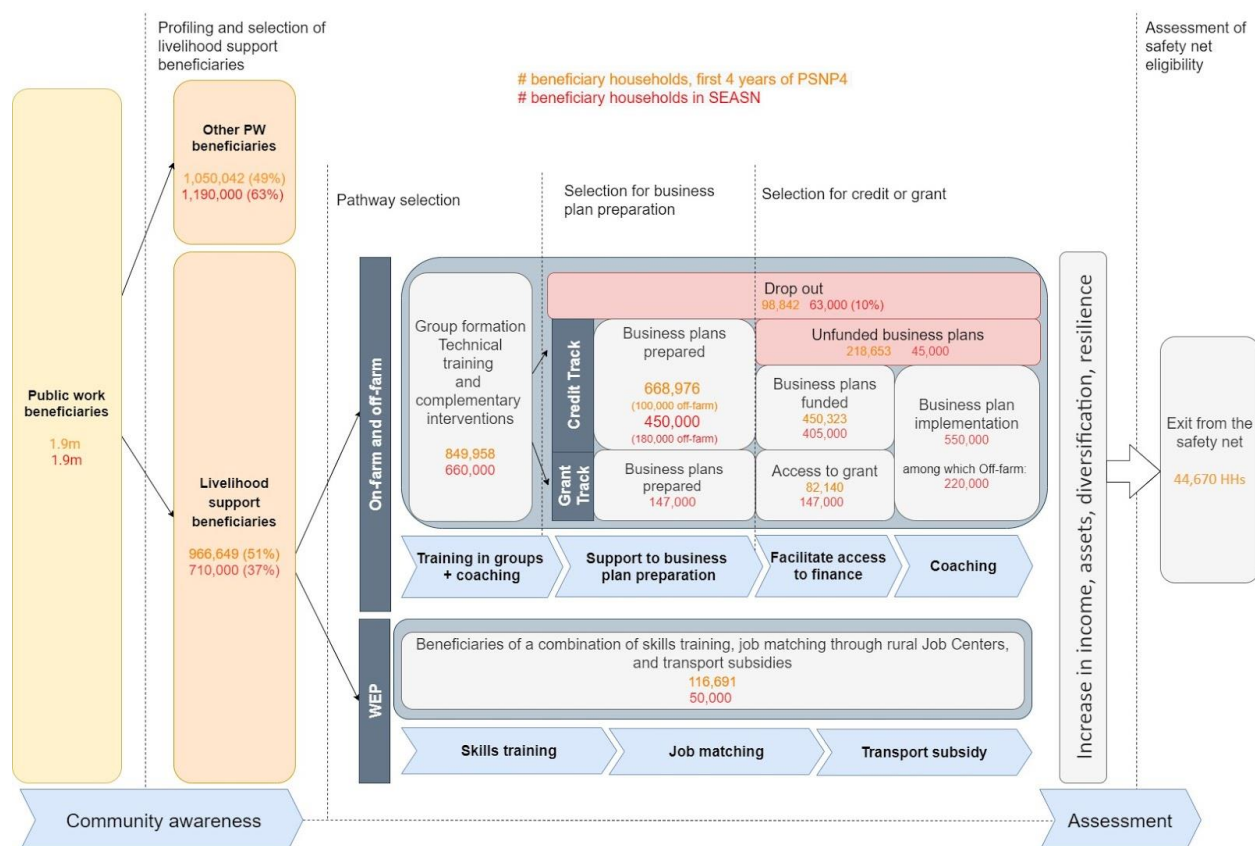 Profiling and selection of
livelihood support
beneficiaries
Assessment of
safety net
eligibility
# beneficiary households, first 4 years of PSNP4
# beneficiary households in SEASN
Other PW
beneficiaries
1,050,042 (49%)
1,190,000 (63%)
Pathway selection
Selection for business
plan preparation
Selection for credit or grant
Public work
beneficiaries
1.9m
1.9m
Livelihood
support
beneficiaries
966,649 (51%)
710,000 (37%)
On-farm and off-farm
Group formation
Technical
training
and
complementary
interventions
849,958
660,000
Drop out
98,842 63,000 (10%)
Credit Track
Business plans
prepared
668,976
(100,000 off-farm)
450,000
(180,000 off-farm)
Unfunded business plans
218,653 45,000
Business plans
funded
450,323
405,000
Business plan
implementation
550,000
among which Off-farm:
220,000
Grant
Track
Business plans
prepared
147,000
Access to grant
82,140
147,000
Training in groups
+ coaching
Support to business
plan preparation
Facilitate access
to finance
Coaching
WEP
Beneficiaries of a combination of skills training, job matching through rural Job Centers,
and transport subsidies
116,691
50,000
Skills training
Job matching
Transport subsidy
Increase in income, assets, diversification, resilience
Exit from the
safety net
44,670 HHs
Community awareness
Assessment